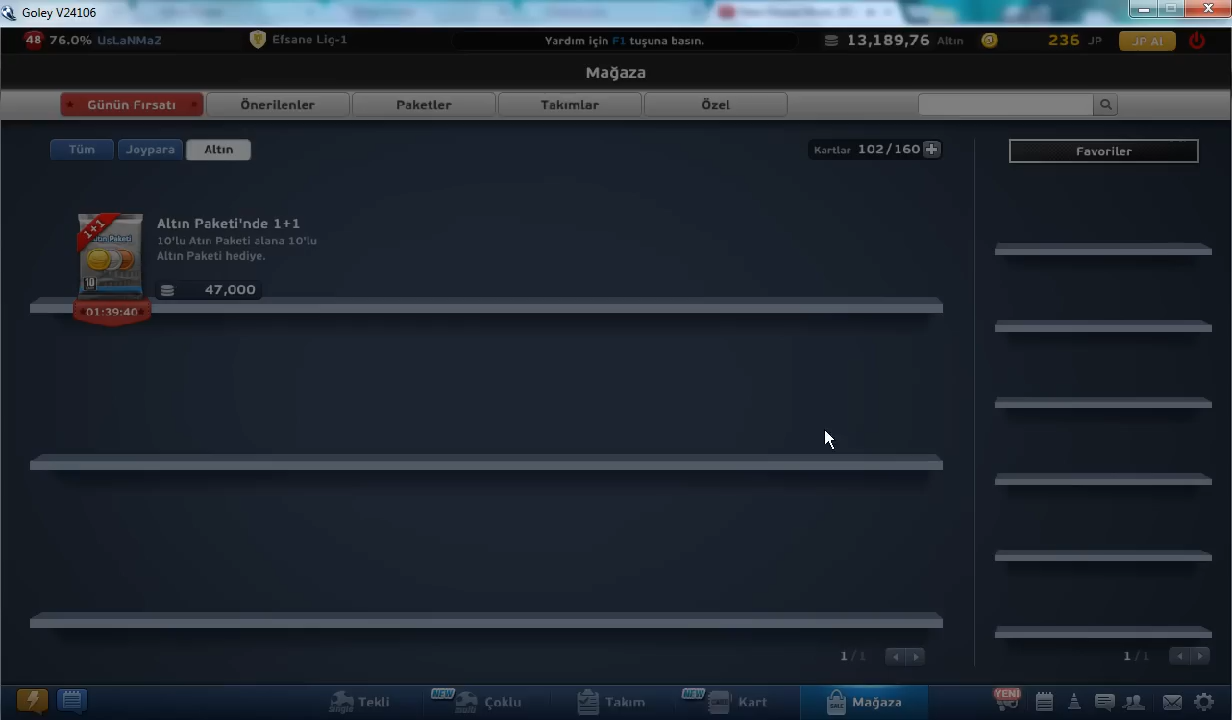 Goley V24106
48 76.0% UsLaNMaZ
Efsane Lig-1
Yardım için F1 tuşuna basın.
13,189,76 Altın
236 JP
JP Al
Mağaza
Günün Fırsatı
Önerilenler
Paketler
Takımlar
Özel
Tüm
Joypara
Altın
Kartlar 102/160
Favoriler
1+1
Altın Paketi
10
Altın Paketi'nde 1+1
10'lu Atın Paketi alana 10'lu
Altın Paketi hediye.
47,000
01:39:40
1 / 1
1 / 1
Tekli
NEW
Çoklu
Takım
NEW
Kart
Mağaza
YENİ